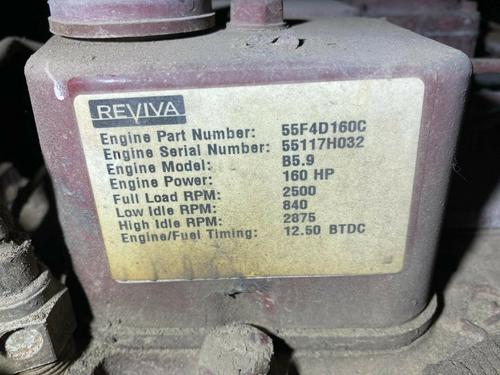 REVIVA
Engine Part Number: 55F4D160C
Engine Serial Number: 55117H032
Engine Model: B5.9
Engine Power: 160 HP
Full Load RPM: 2500
Low Idle RPM: 840
High Idle RPM: 2875
Engine/Fuel Timing: 12.50 BTDC